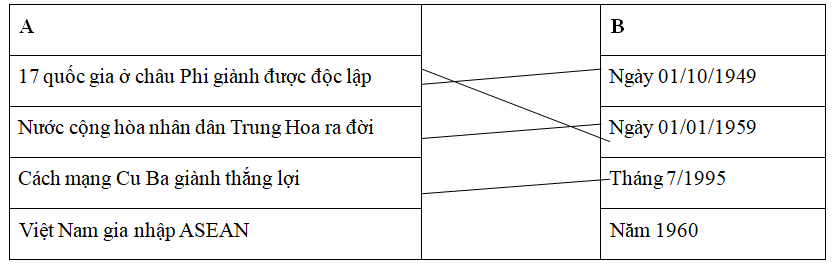 A B
17 quốc gia ở châu Phi giành được độc lập Ngày 01/10/1949
Nước cộng hòa nhân dân Trung Hoa ra đời Ngày 01/01/1959
Cách mạng Cu Ba giành thắng lợi Tháng 7/1995
Việt Nam gia nhập ASEAN Năm 1960